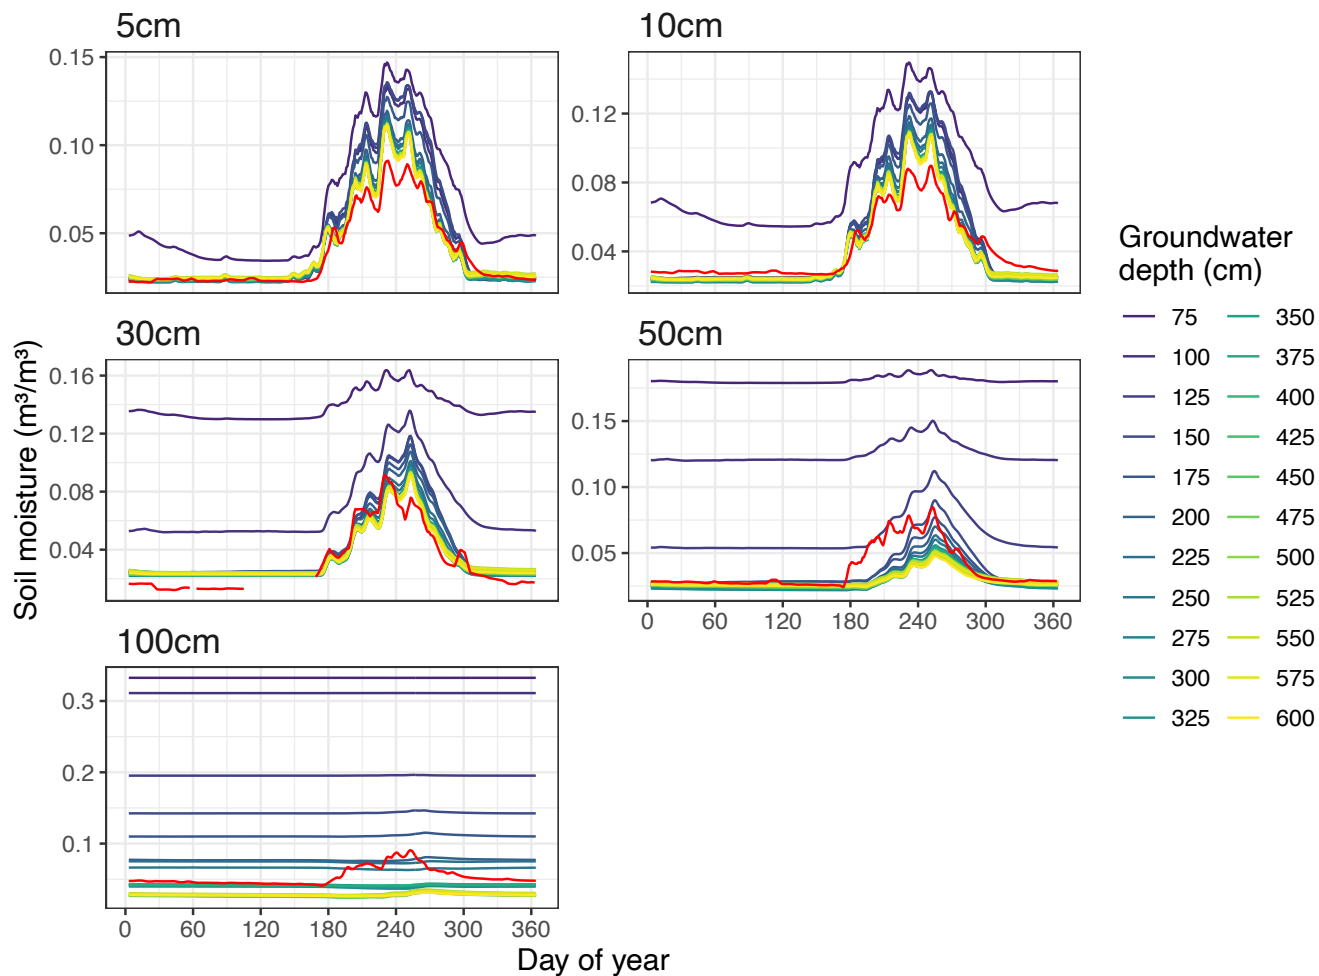 5cm
10cm
0.15
0.10
0.05
0.12
0.08
0.04
30cm
50cm
0.16
0.12
0.08
0.04
0.15
0.10
0.05
0 60 120 180 240 300 360
100cm
0.3
0.2
0.1
0 60 120 180 240 300 360
Day of year
Soil moisture (m³/m³)
Groundwater
depth (cm)
75 350
100 375
125 400
150 425
175 450
200 475
225 500
250 525
275 550
300 575
325 600